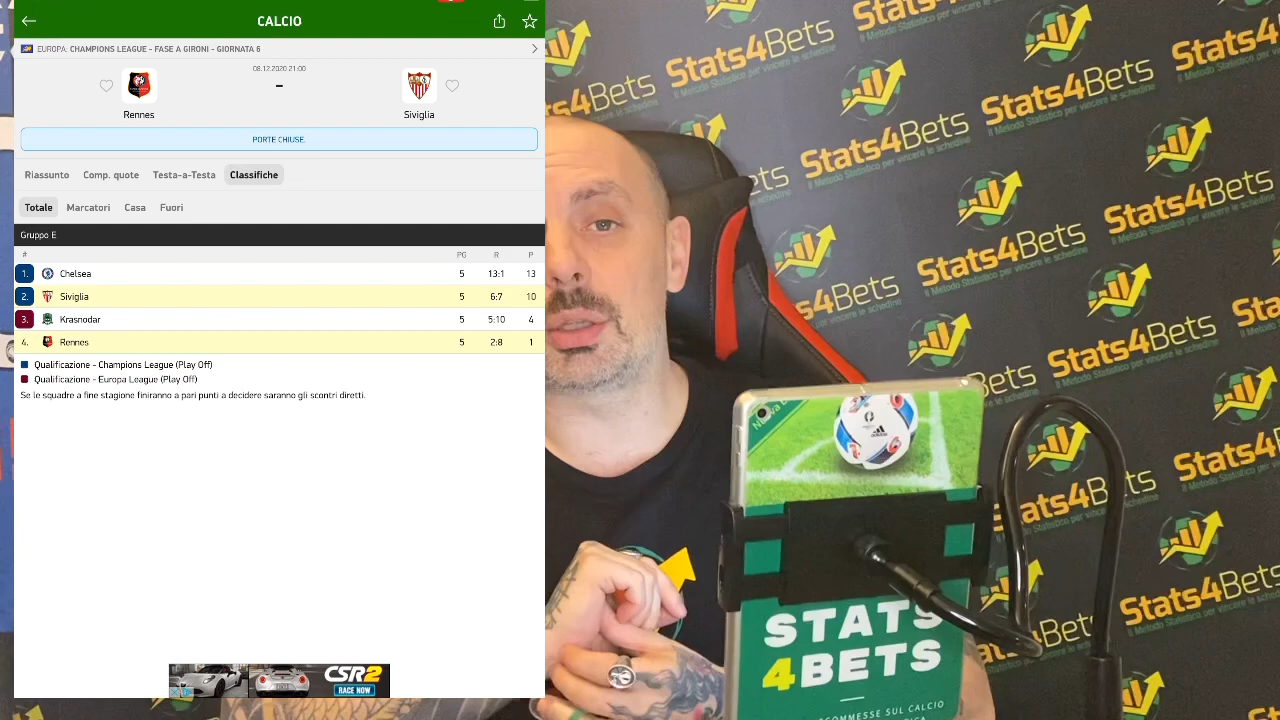 CALCIO
EUROPA: CHAMPIONS LEAGUE - FASE A GIRONI - GIORNATA 6
08.12.2020 21:00
-
Rennes
Siviglia
PORTE CHIUSE.
Riassunto Comp. quote Testa-a-Testa Classifiche
Totale Marcatori Casa Fuori
Gruppo E
# PG R P
1. Chelsea 5 13:1 13
2. Siviglia 5 6:7 10
3. Krasnodar 5 5:10 4
4. Rennes 5 2:8 1
Qualificazione - Champions League (Play Off)
Qualificazione - Europa League (Play Off)
Se le squadre a fine stagione finiranno a pari punti a decidere saranno gli scontri diretti.
CSR2
RACE NOW
Stats4Bets
Il Metodo Statistico per vincere le schedine
Nuova
adidas
STATS
4BETS
SCOMMESSE SUL CALCIO